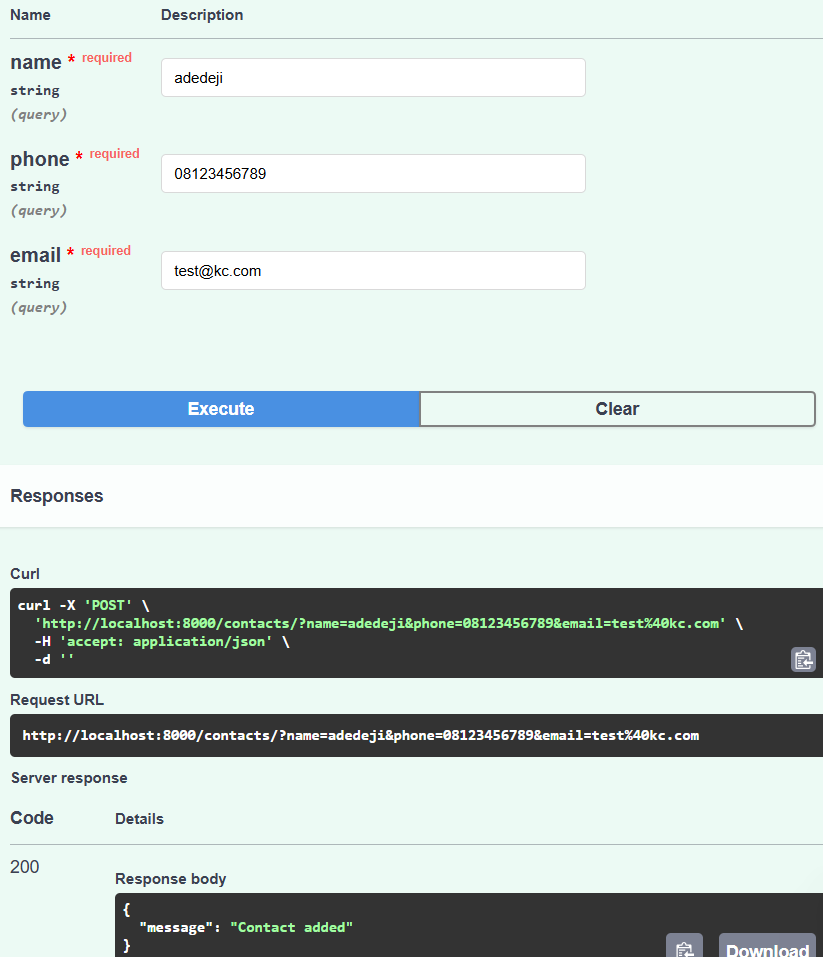 Name Description
name * required
string
(query)
adedeji
phone * required
string
(query)
08123456789
email * required
string
(query)
test@kc.com
Execute Clear
Responses
Curl
curl -X 'POST' \
  'http://localhost:8000/contacts/?name=adedeji&phone=08123456789&email=test%40kc.com' \
  -H 'accept: application/json' \
  -d ''
Request URL
http://localhost:8000/contacts/?name=adedeji&phone=08123456789&email=test%40kc.com
Server response
Code Details
200
Response body
{
  "message": "Contact added"
}
Download